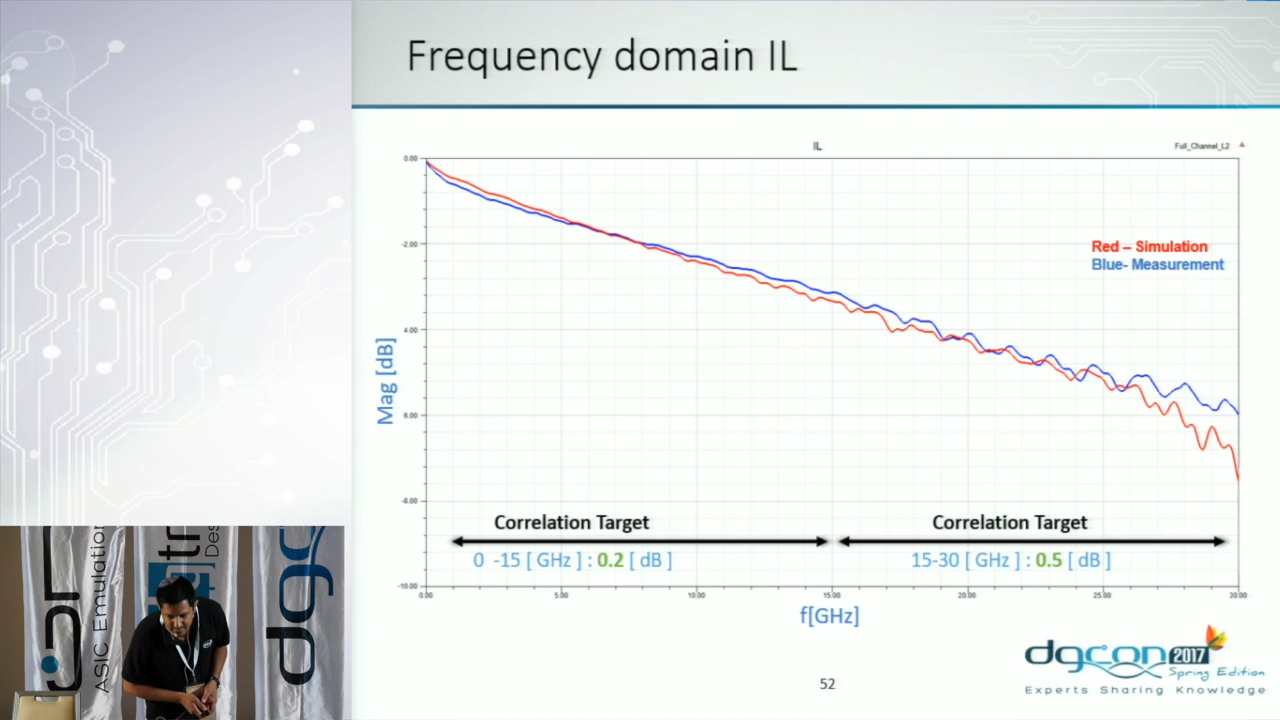 Frequency domain IL
IL
Full_Channel_L2
0.00
-2.00
4.00
6.00
-8.00
-10.00
Mag [dB]
Red – Simulation
Blue- Measurement
Correlation Target
0 -15 [ GHz ] : 0.2 [ dB ]
Correlation Target
15-30 [ GHz ] : 0.5 [ dB ]
0.00 5.00 10.00 15.00 20.00 25.00 30.00
f[GHz]
dgcon 2017
Spring Edition
Experts Sharing Knowledge
52
ASIC Emulation
tr
Des
dgc